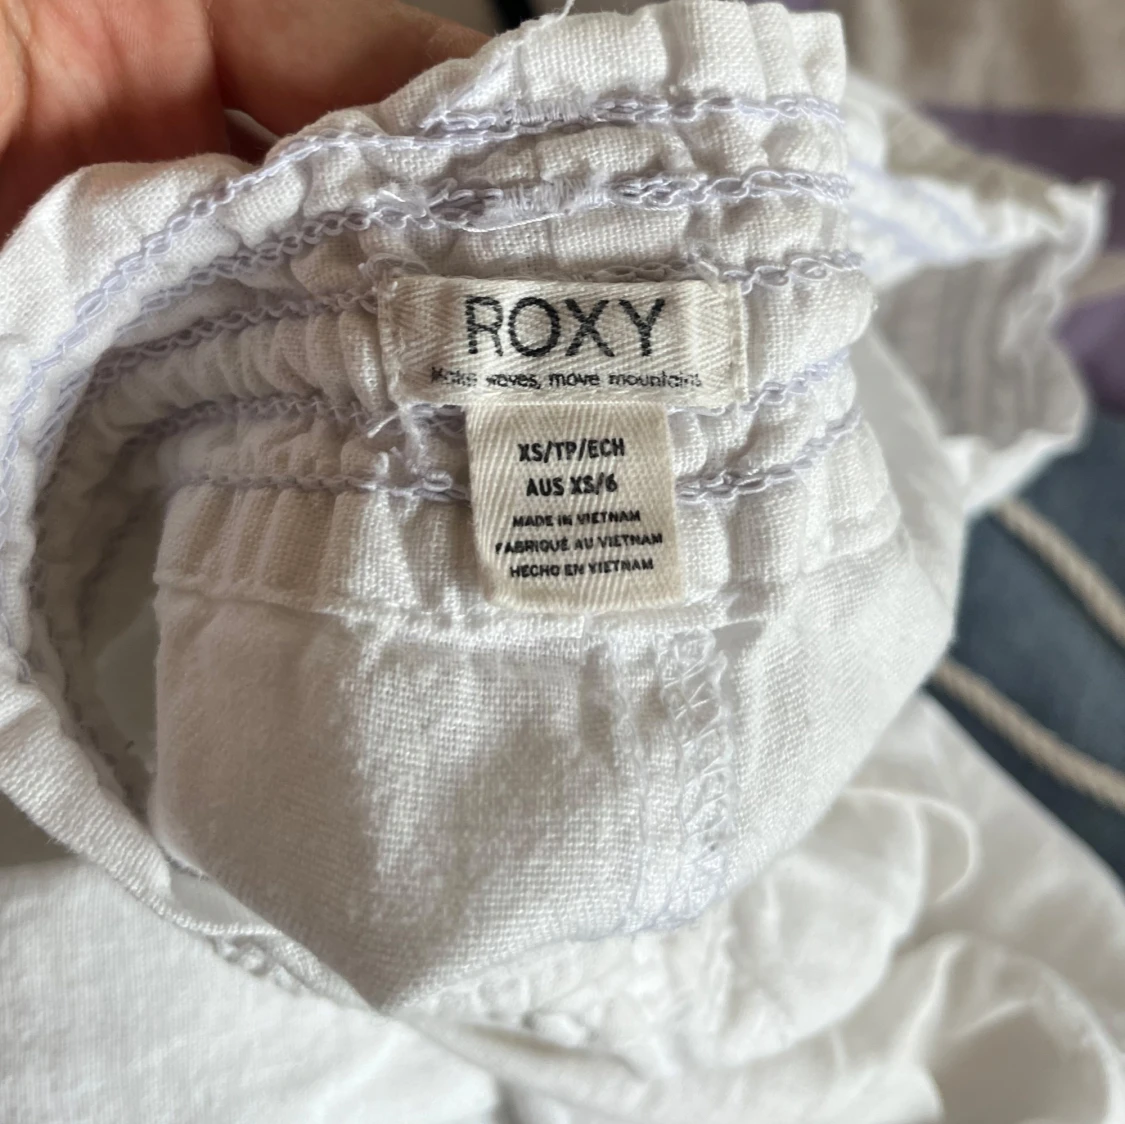 ROXY
Make waves, move mountains
XS/TP/ECH
AUS XS/6
MADE IN VIETNAM
FABRIQUÉ AU VIETNAM
HECHO EN VIETNAM